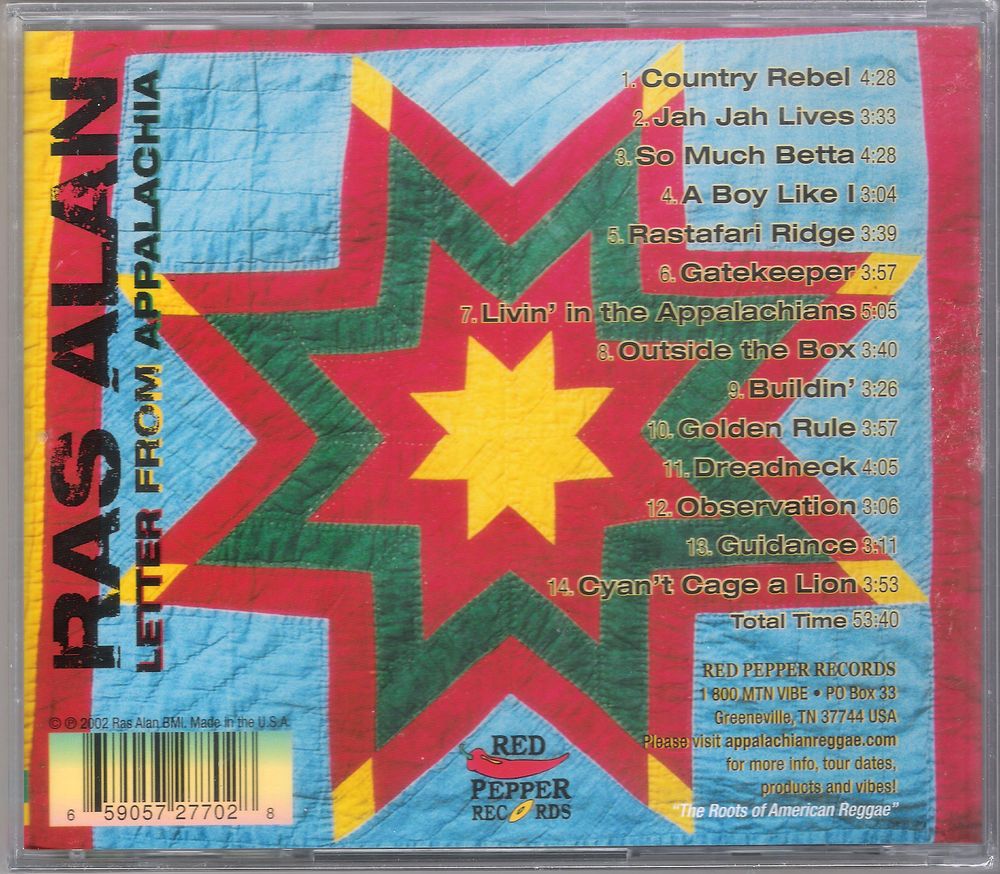 RAS ALAN
LETTER FROM APPALACHIA
1. Country Rebel 4:28
2. Jah Jah Lives 3:33
3. So Much Betta 4:28
4. A Boy Like I 3:04
5. Rastafari Ridge 3:39
6. Gatekeeper 3:57
7. Livin' in the Appalachians 5:05
8. Outside the Box 3:40
9. Buildin' 3:26
10. Golden Rule 3:57
11. Dreadneck 4:05
12. Observation 3:06
13. Guidance 3:11
14. Cyan't Cage a Lion 3:53
Total Time 53:40
RED PEPPER RECORDS
1 800 MTN VIBE • PO Box 33
Greeneville, TN 37744 USA
Please visit appalachianreggae.com
for more info, tour dates,
products and vibes!
"The Roots of American Reggae"
RED
PEPPER
RECORDS
© ℗ 2002 Ras Alan BMI. Made in the U.S.A.
6 59057 27702 8